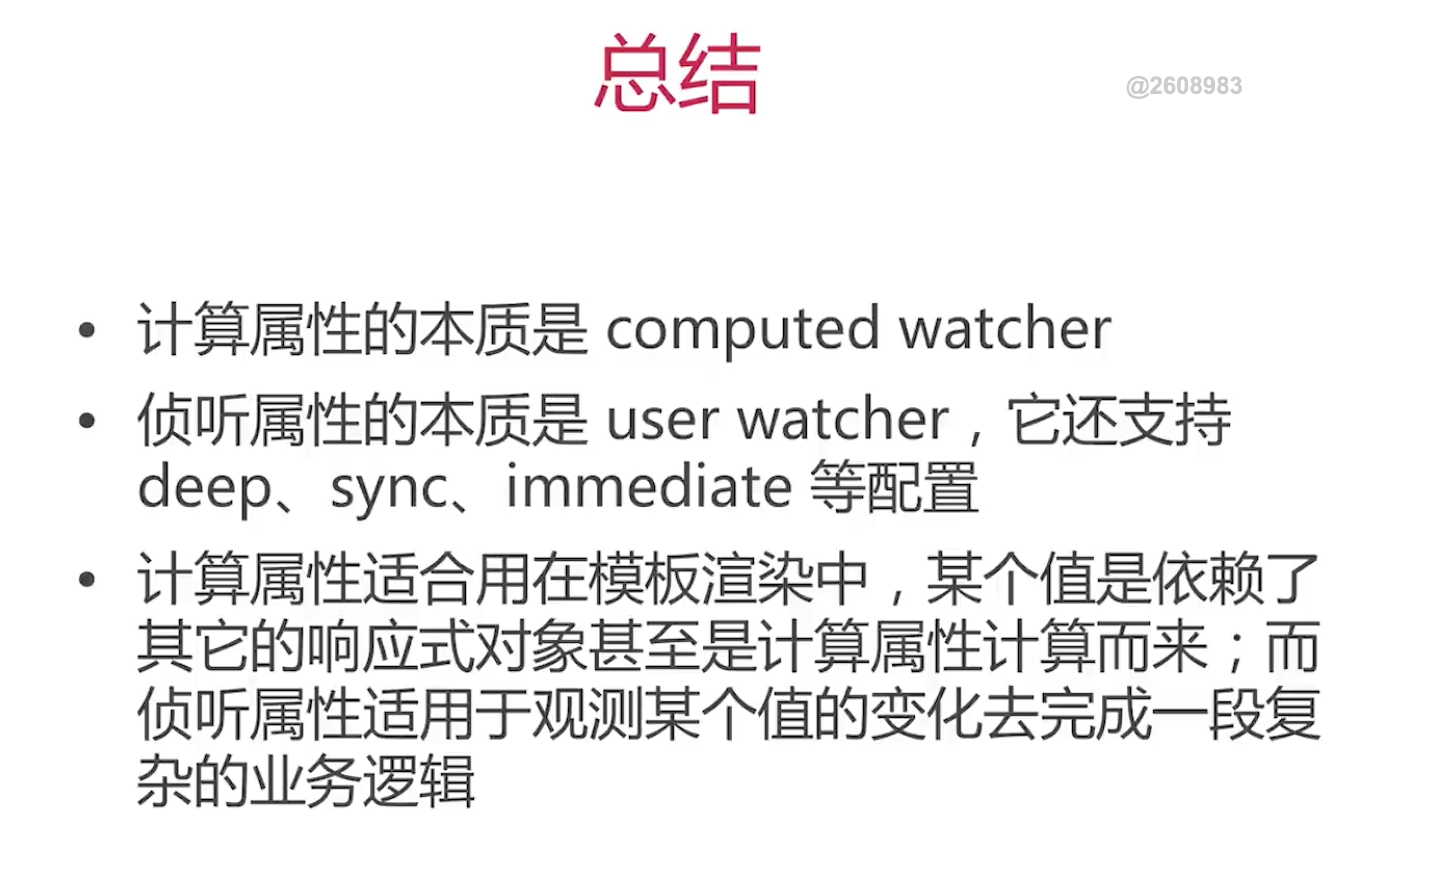 总结
@2608983
• 计算属性的本质是 computed watcher
• 侦听属性的本质是 user watcher，它还支持
deep、sync、immediate 等配置
• 计算属性适合用在模板渲染中，某个值是依赖了
其它的响应式对象甚至是计算属性计算而来；而
侦听属性适用于观测某个值的变化去完成一段复
杂的业务逻辑